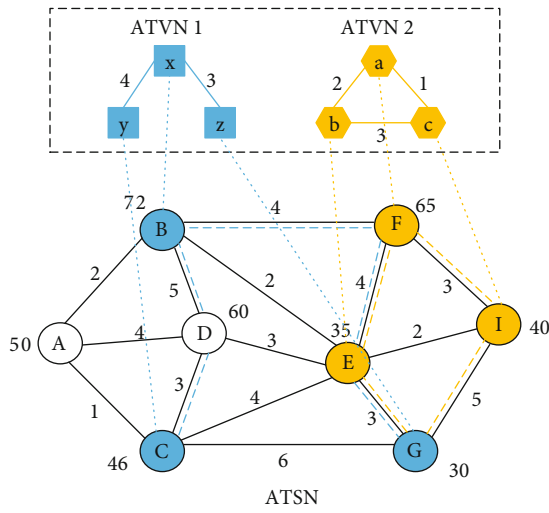 ATVN 1 ATVN 2
x a
4 3 2 1
y z b 3 c
72 4 65
B F
2 5 2 4 3
60
50 A 4 D 3 35 2 I 40
E
1 3 4 3 5
46 C 6 G 30
ATSN